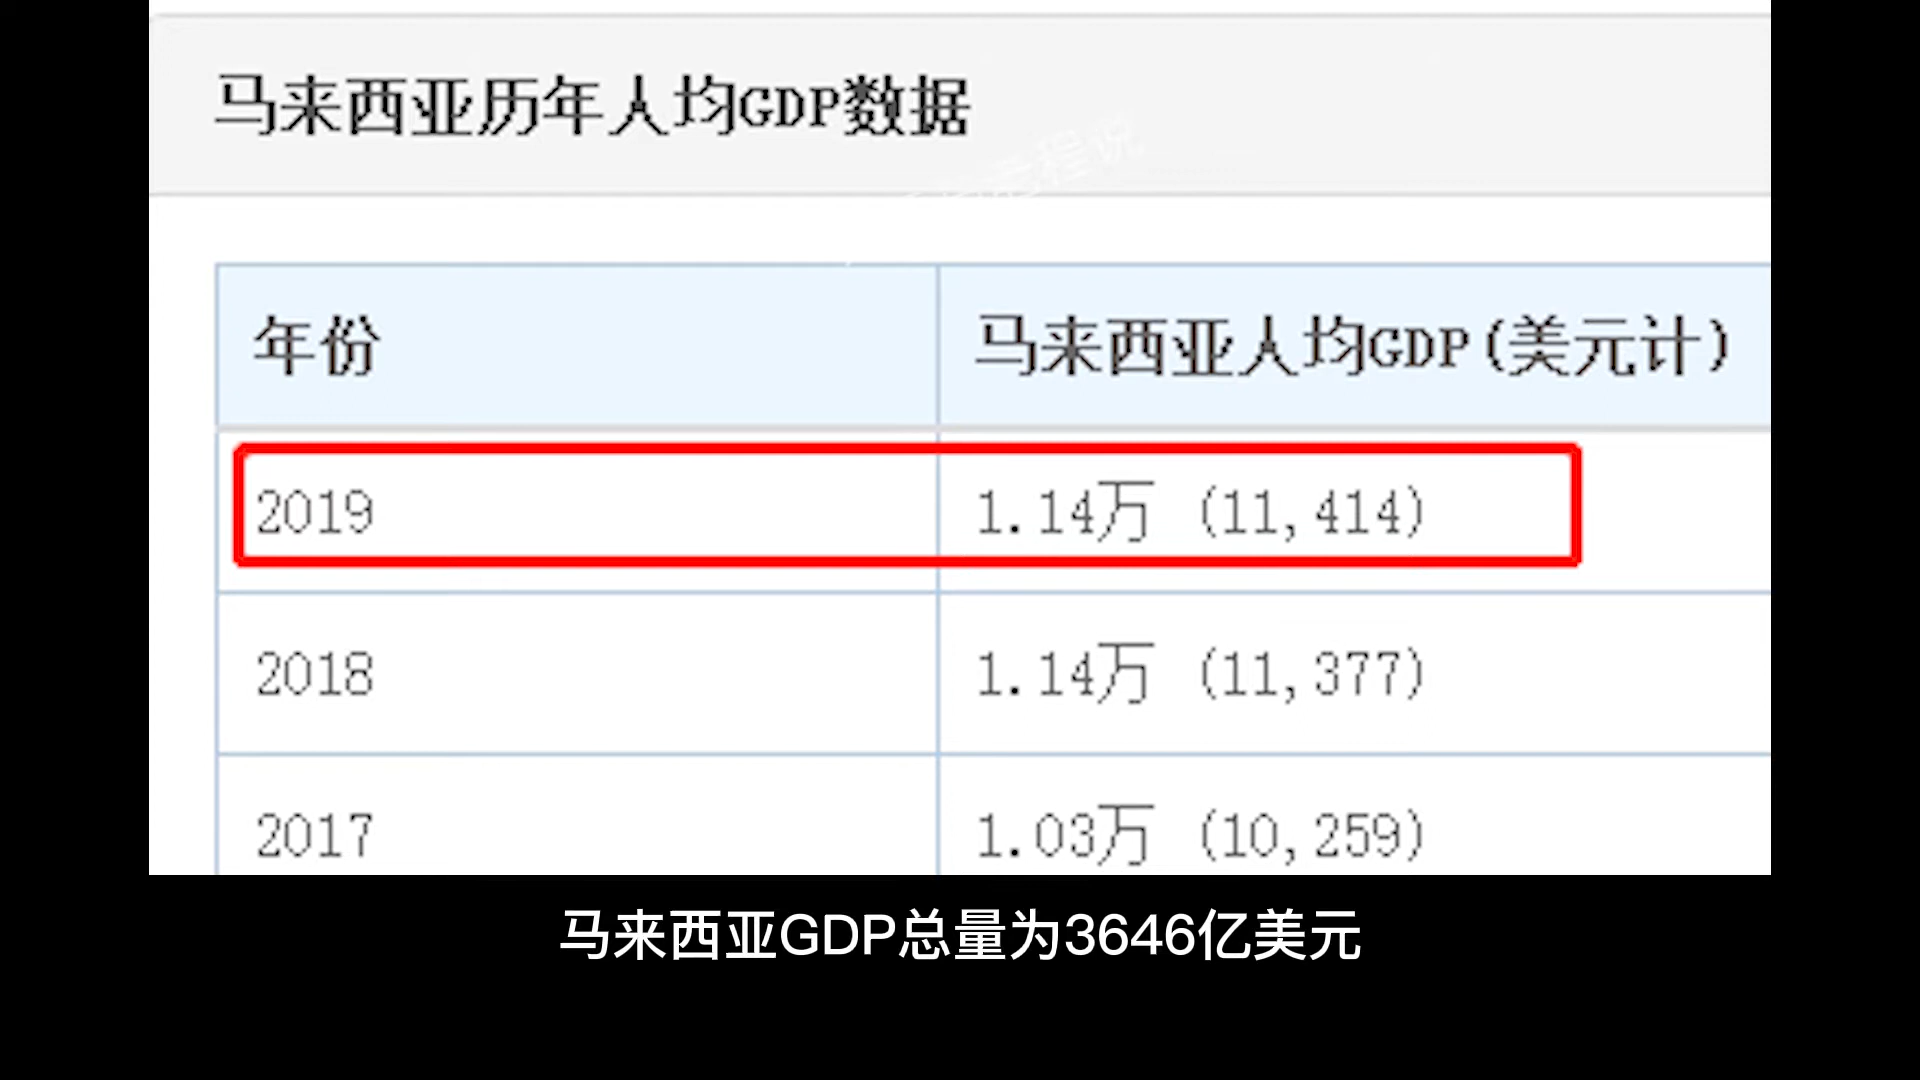 马来西亚历年人均GDP数据
年份 马来西亚人均GDP(美元计)
2019 1.14万 (11,414)
2018 1.14万 (11,377)
2017 1.03万 (10,259)
马来西亚GDP总量为3646亿美元